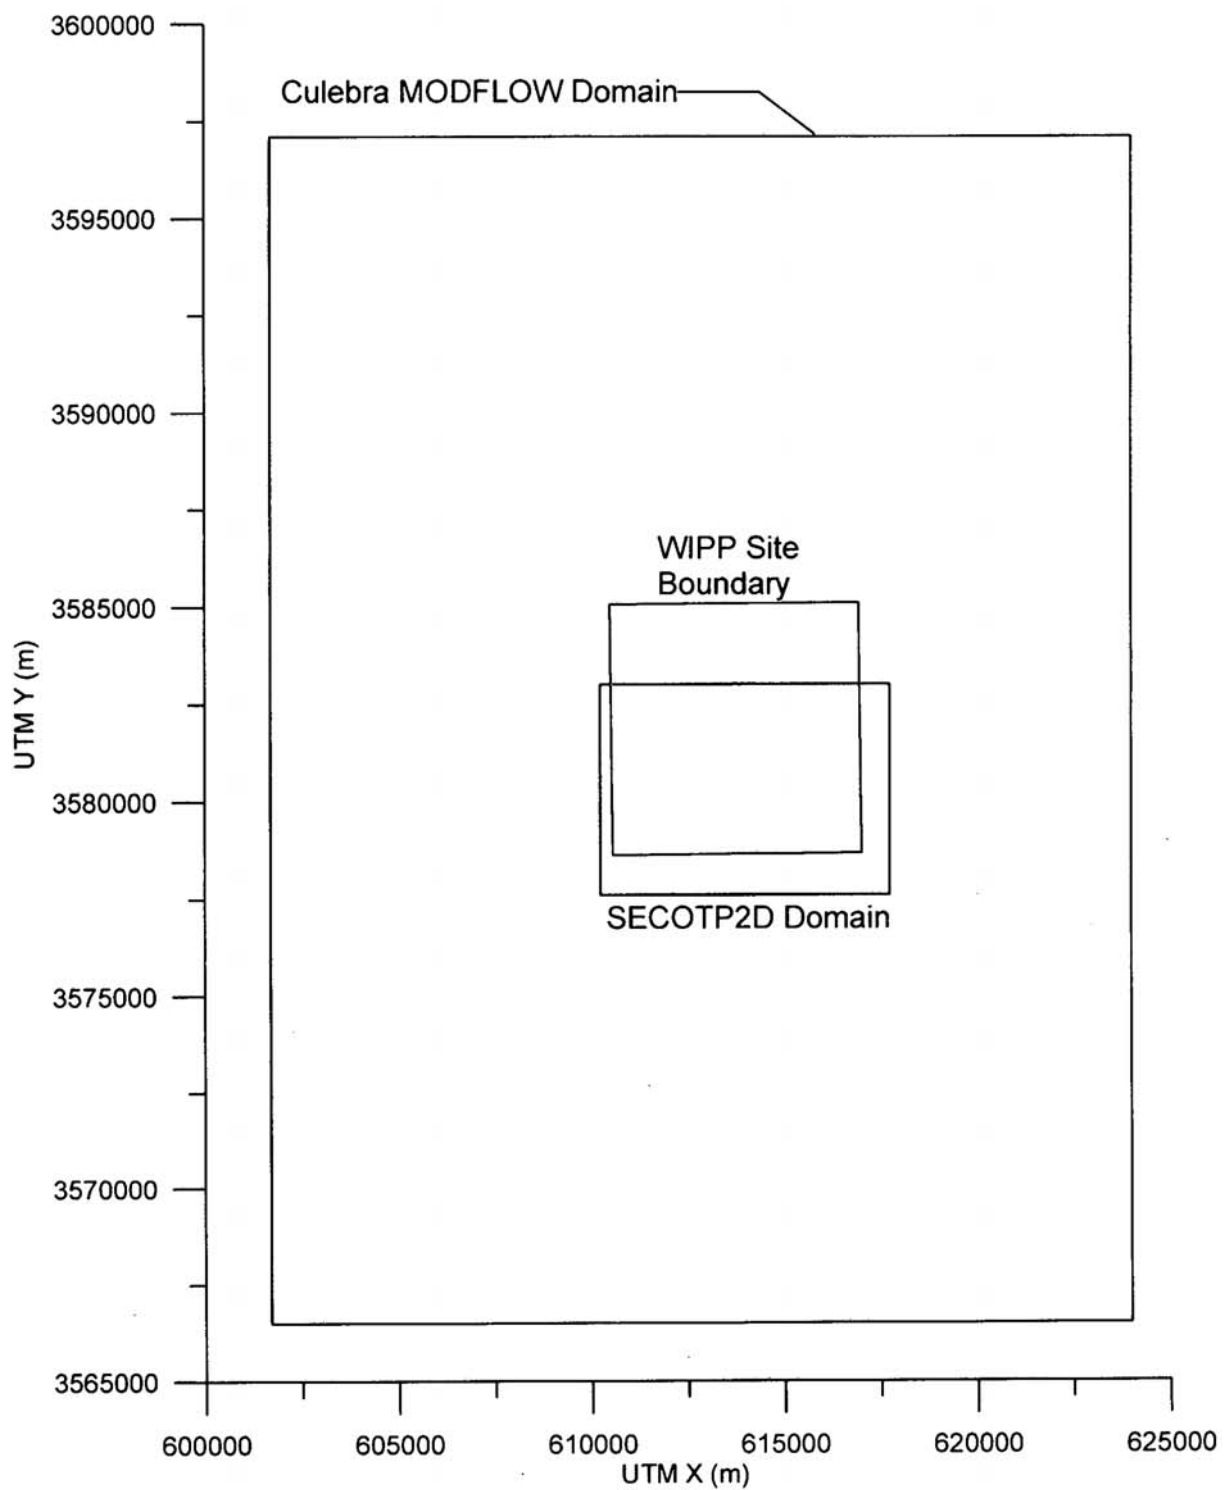 3600000
Culebra MODFLOW Domain
3595000
3590000
WIPP Site
Boundary
3585000
UTM Y (m)
3580000
SECOTP2D Domain
3575000
3570000
3565000
600000 605000 610000 615000 620000 625000
UTM X (m)